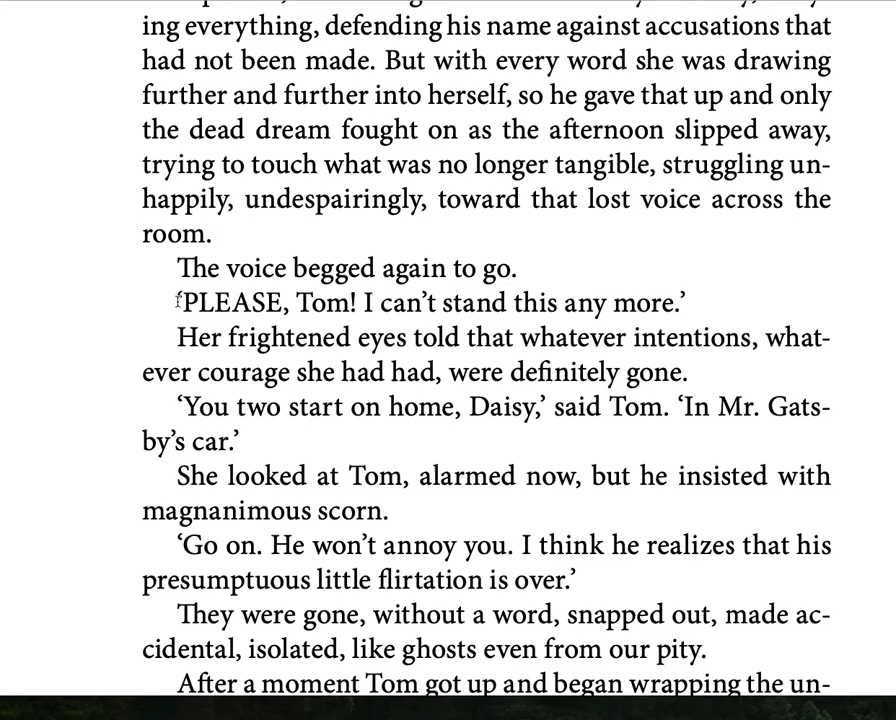 ing everything, defending his name against accusations that
had not been made. But with every word she was drawing
further and further into herself, so he gave that up and only
the dead dream fought on as the afternoon slipped away,
trying to touch what was no longer tangible, struggling un-
happily, undespairingly, toward that lost voice across the
room.
The voice begged again to go.
‘PLEASE, Tom! I can’t stand this any more.’
Her frightened eyes told that whatever intentions, what-
ever courage she had had, were definitely gone.
‘You two start on home, Daisy,’ said Tom. ‘In Mr. Gats-
by’s car.’
She looked at Tom, alarmed now, but he insisted with
magnanimous scorn.
‘Go on. He won’t annoy you. I think he realizes that his
presumptuous little flirtation is over.’
They were gone, without a word, snapped out, made ac-
cidental, isolated, like ghosts even from our pity.
After a moment Tom got up and began wrapping the un-